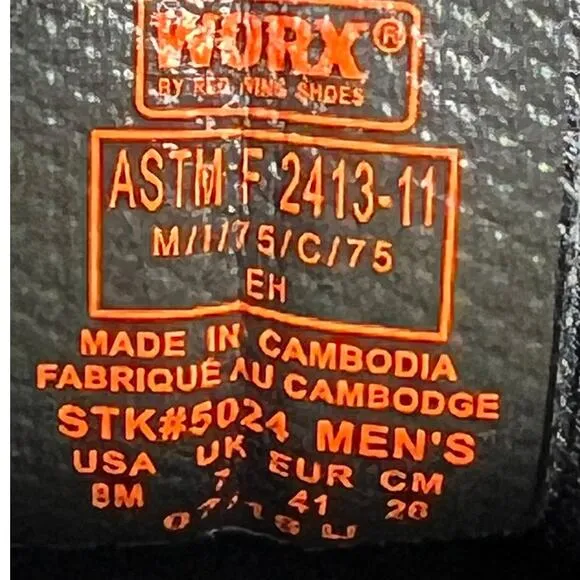 WORX®
BY RED WING SHOES
ASTM F 2413-11
M/I/75/C/75
EH
MADE IN CAMBODIA
FABRIQUÉ AU CAMBODGE
STK#5024 MEN'S
USA UK EUR CM
8M 7 41 26